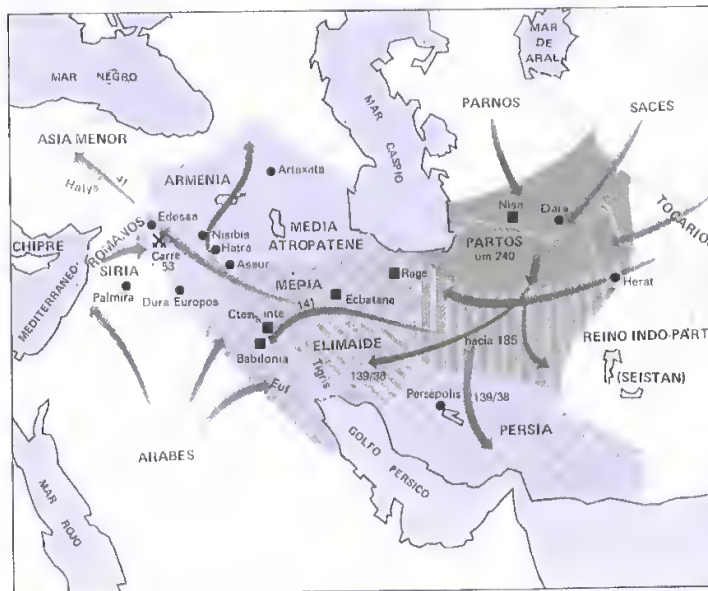 MAR
DE
ARAL
MAR NEGRO
MAR
CASPIO
PARNOS
SACES
ASIA MENOR
41
Halys
ARMENIA
Artaxata
TOCARIOS
Nisa
Dara
PARTOS
um 240
Edessa
Nisibis
Hatra
Assur
MEDIA
ATROPATENE
CHIPRE
ROMANOS
Carre
53
SIRIA
Palmira
Dura Europos
MEDITERRANEO
MEDIA
141
Rage
Ecbatana
Herat
Babilonia
ELIMAIDE
Tigris
139/38
hacia 185
REINO INDO-PART
(SEISTAN)
Euf
Persépolis
139/38
PERSIA
ARABES
GOLFO PERSICO
MAR ROJO